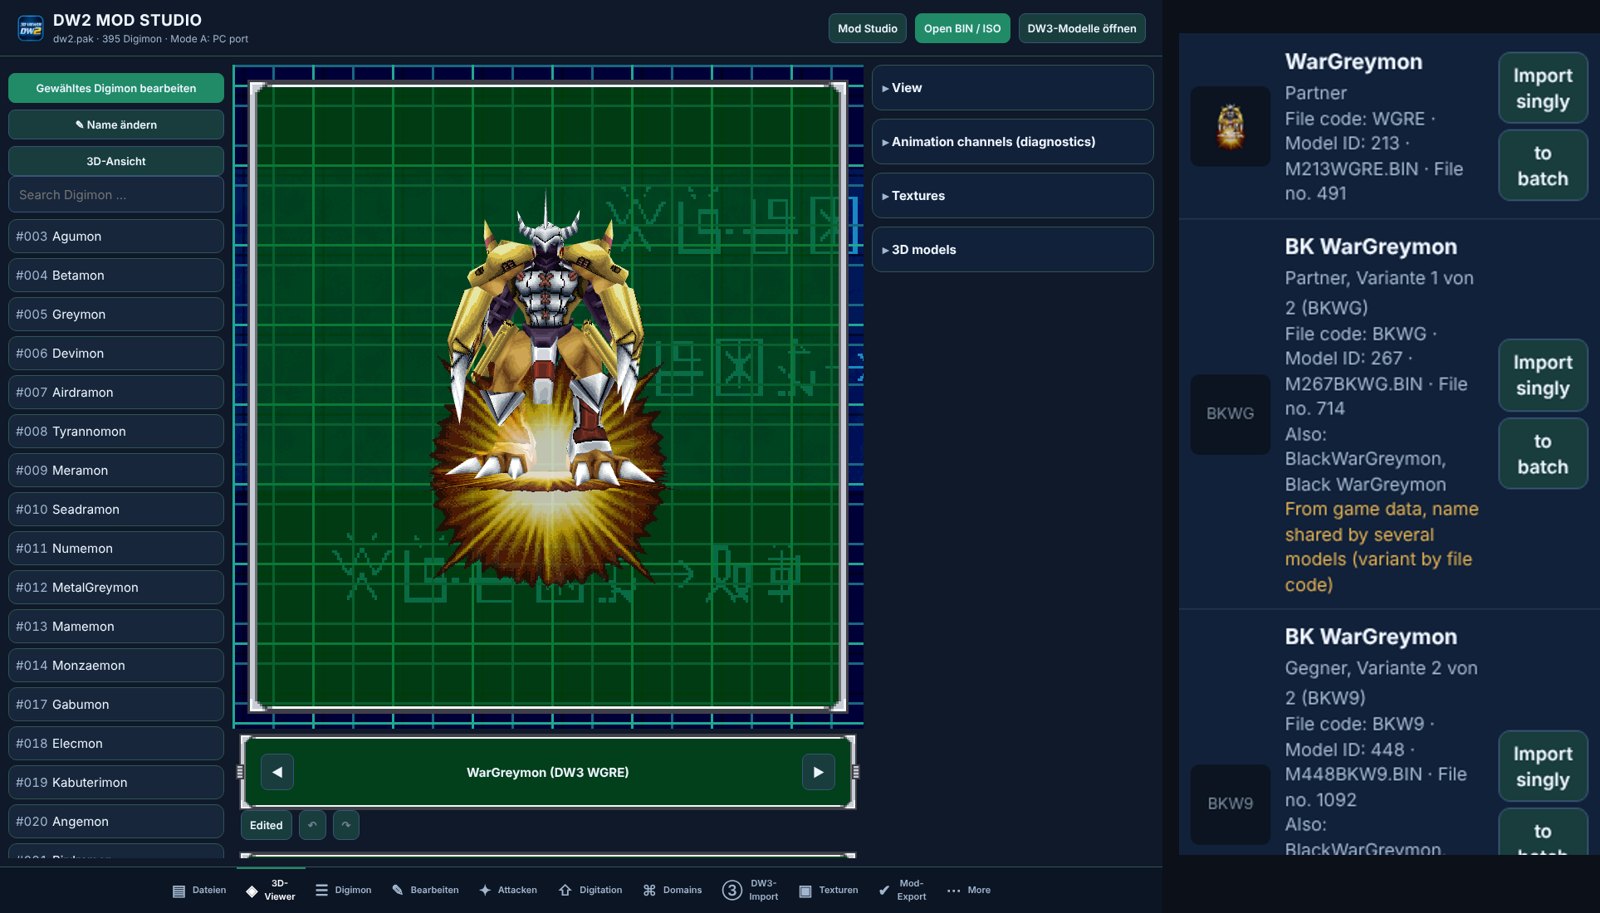 DW2 MOD STUDIO
dw2.pak · 395 Digimon · Mode A: PC port
Mod Studio
Open BIN / ISO
DW3-Modelle öffnen
Gewähltes Digimon bearbeiten
✎ Name ändern
3D-Ansicht
Search Digimon ...
#003 Agumon
#004 Betamon
#005 Greymon
#006 Devimon
#007 Airdramon
#008 Tyrannomon
#009 Meramon
#010 Seadramon
#011 Numemon
#012 MetalGreymon
#013 Mamemon
#014 Monzaemon
#017 Gabumon
#018 Elecmon
#019 Kabuterimon
#020 Angemon
WarGreymon (DW3 WGRE)
Edited
View
Animation channels (diagnostics)
Textures
3D models
WarGreymon
Partner
File code: WGRE ·
Model ID: 213 ·
M213WGRE.BIN · File
no. 491
Import
singly
to
batch
BKWG
BK WarGreymon
Partner, Variante 1 von
2 (BKWG)
File code: BKWG ·
Model ID: 267 ·
M267BKWG.BIN · File
no. 714
Also:
BlackWarGreymon,
Black WarGreymon
From game data, name
shared by several
models (variant by file
code)
Import
singly
to
batch
BKW9
BK WarGreymon
Gegner, Variante 2 von
2 (BKW9)
File code: BKW9 ·
Model ID: 448 ·
M448BKW9.BIN · File
no. 1092
Also:
BlackWarGreymon,
Import
singly
to
batch
Dateien
3D-
Viewer
Digimon
Bearbeiten
Attacken
Digitation
Domains
3
DW3-
Import
Texturen
Mod-
Export
More